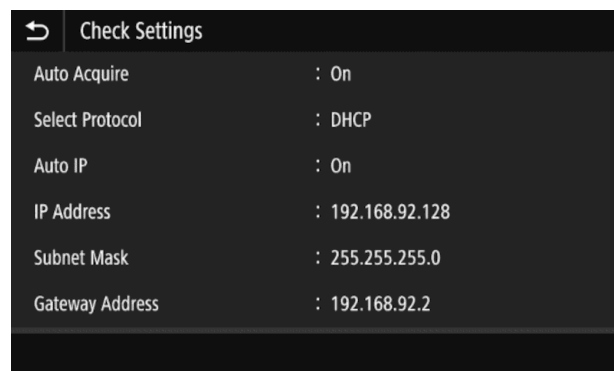 Check Settings
Auto Acquire : On
Select Protocol : DHCP
Auto IP : On
IP Address : 192.168.92.128
Subnet Mask : 255.255.255.0
Gateway Address : 192.168.92.2